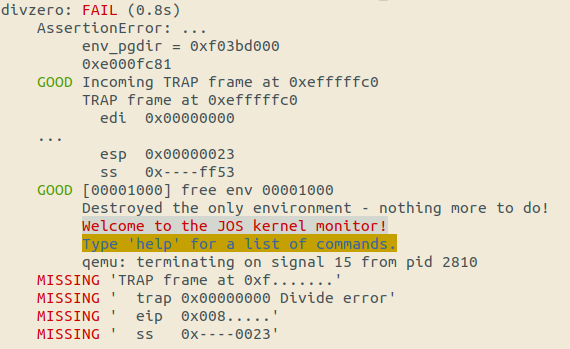 divzero: FAIL (0.8s)
    AssertionError: ...
         env_pgdir = 0xf03bd000
         0xe000fc81
    GOOD Incoming TRAP frame at 0xefffffc0
         TRAP frame at 0xefffffc0
           edi  0x00000000
    ...
           esp  0x00000023
           ss   0x----ff53
    GOOD [00001000] free env 00001000
         Destroyed the only environment - nothing more to do!
         Welcome to the JOS kernel monitor!
         Type 'help' for a list of commands.
         qemu: terminating on signal 15 from pid 2810
    MISSING 'TRAP frame at 0xf.......'
    MISSING '  trap 0x00000000 Divide error'
    MISSING '  eip  0x008.....'
    MISSING '  ss   0x----0023'